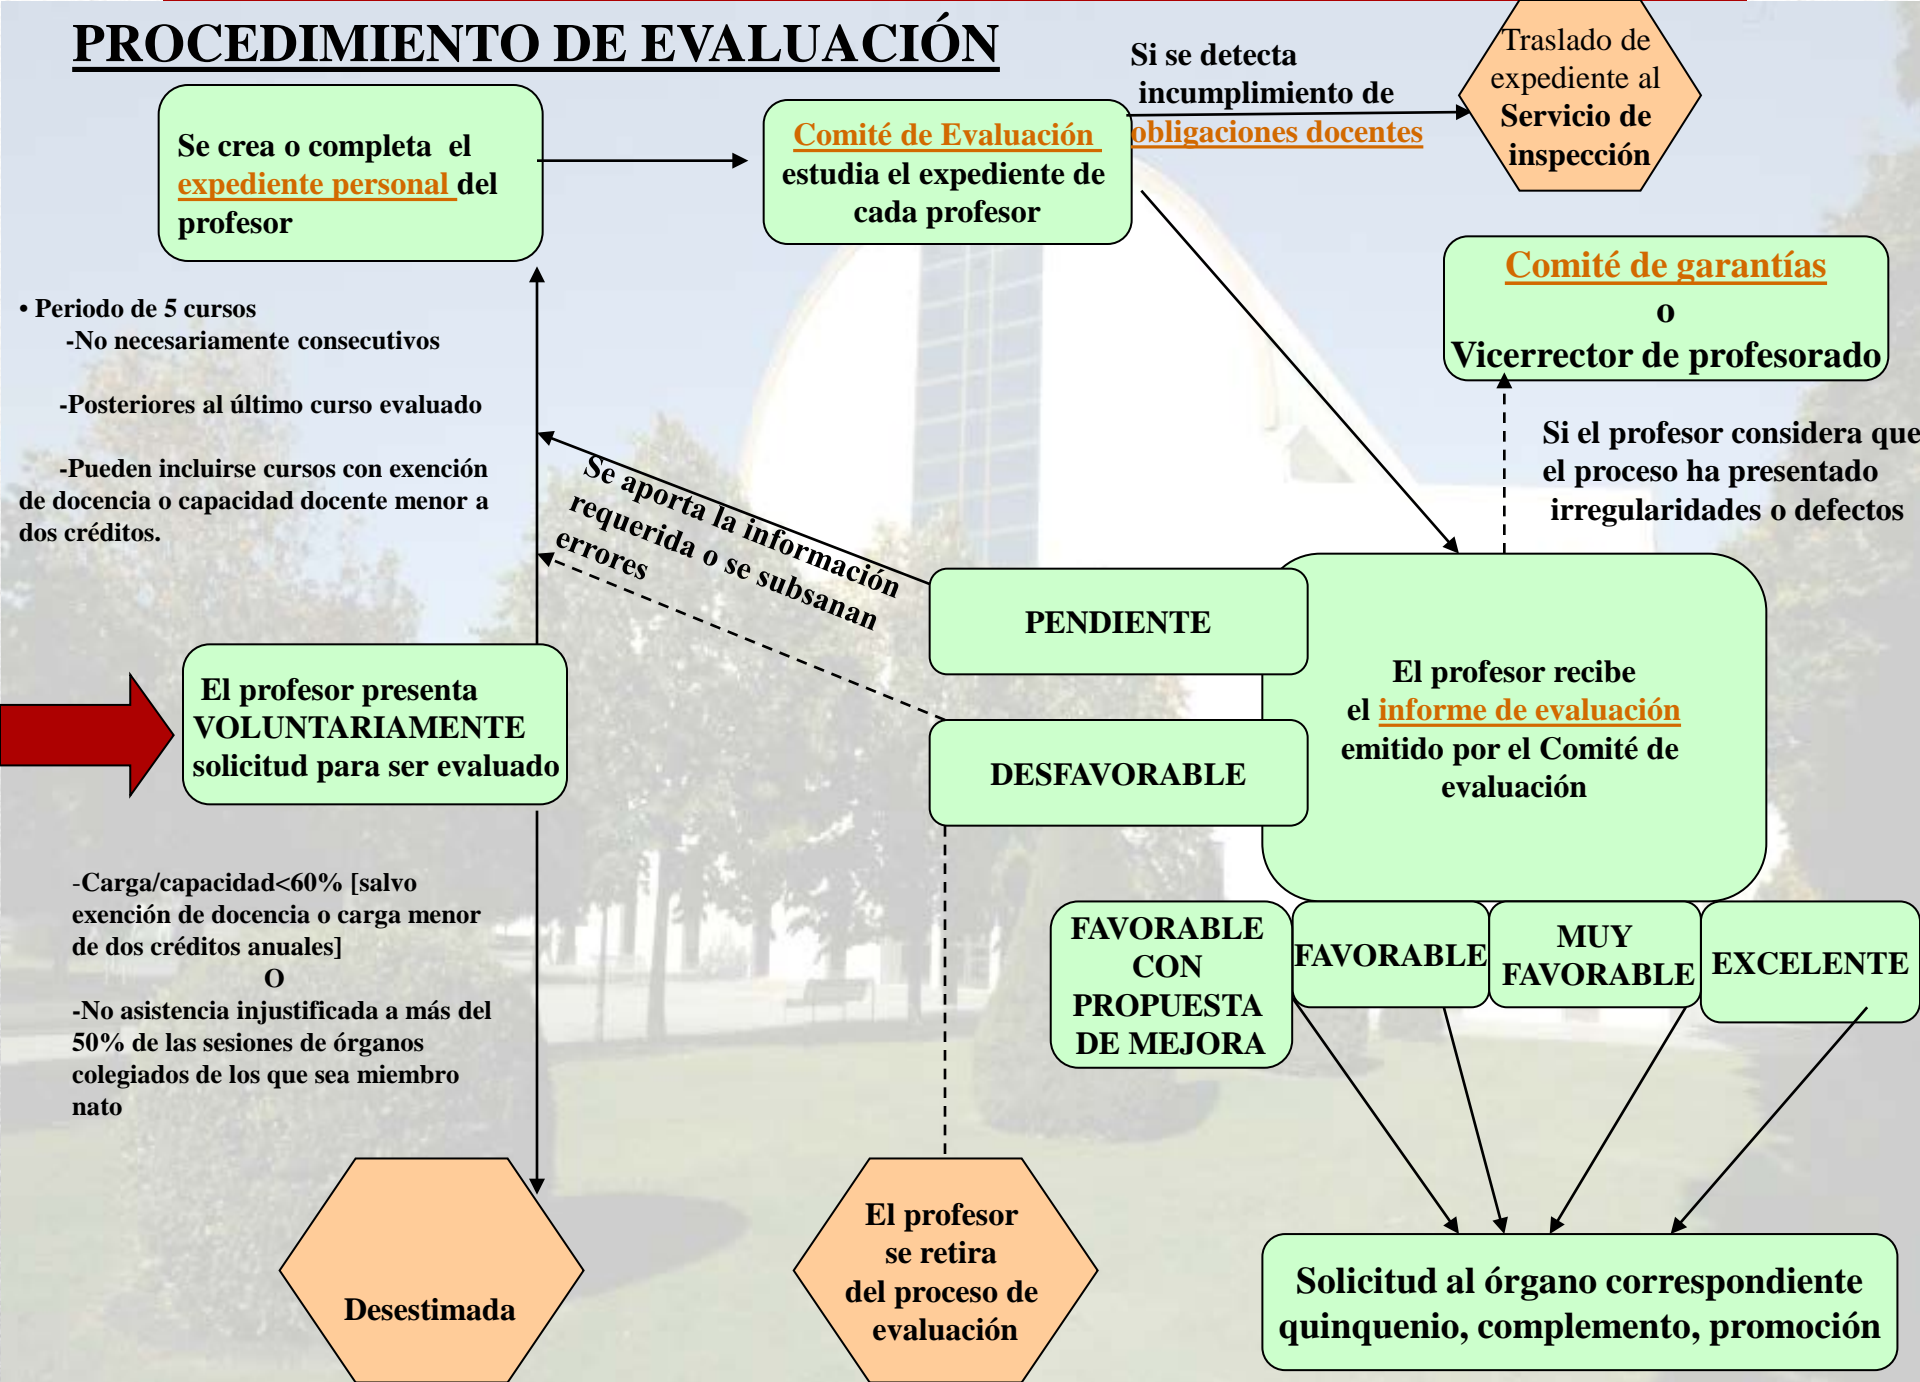 PROCEDIMIENTO DE EVALUACIÓN
Se crea o completa el
expediente personal del
profesor
Comité de Evaluación
estudia el expediente de
cada profesor
Si se detecta
incumplimiento de
obligaciones docentes
Traslado de
expediente al
Servicio de
inspección
Comité de garantías
o
Vicerrector de profesorado
• Periodo de 5 cursos
-No necesariamente consecutivos
-Posteriores al último curso evaluado
-Pueden incluirse cursos con exención
de docencia o capacidad docente menor a
dos créditos.
Si el profesor considera que
el proceso ha presentado
irregularidades o defectos
Se aporta la información
requerida o se subsanan
errores
PENDIENTE
El profesor recibe
el informe de evaluación
emitido por el Comité de
evaluación
El profesor presenta
VOLUNTARIAMENTE
solicitud para ser evaluado
DESFAVORABLE
-Carga/capacidad<60% [salvo
exención de docencia o carga menor
de dos créditos anuales]
O
-No asistencia injustificada a más del
50% de las sesiones de órganos
colegiados de los que sea miembro
nato
FAVORABLE
CON
PROPUESTA
DE MEJORA
FAVORABLE
MUY
FAVORABLE
EXCELENTE
Desestimada
El profesor
se retira
del proceso de
evaluación
Solicitud al órgano correspondiente
quinquenio, complemento, promoción